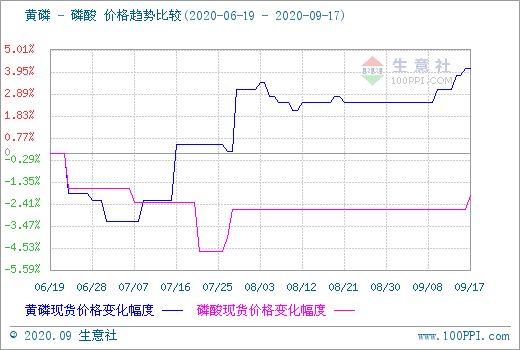 黄磷 - 磷酸 价格趋势比较(2020-06-19 - 2020-09-17)
5.01%
3.95%
2.89%
1.83%
0.77%
0
-0.29%
-1.35%
-2.41%
-3.47%
-4.53%
-5.59%
生意社
100PPI.COM
06/19 06/28 07/07 07/16 07/25 08/03 08/12 08/21 08/30 09/08 09/17
黄磷现货价格变化幅度 磷酸现货价格变化幅度
© 2020.09 生意社 www.100PPI.com